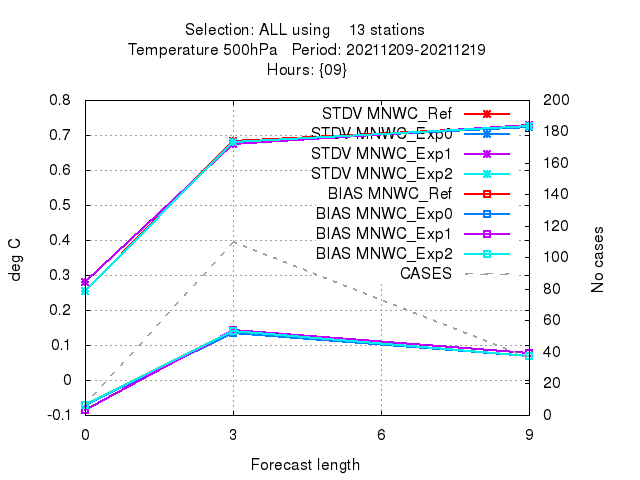 Selection: ALL using    13 stations
Temperature 500hPa   Period: 20211209-20211219
Hours: {09}
0.8
0.7
0.6
0.5
0.4
0.3
0.2
0.1
0
-0.1
deg C
200
180
160
140
120
100
80
60
40
20
0
No cases
STDV MNWC_Ref
STDV MNWC_Exp0
STDV MNWC_Exp1
STDV MNWC_Exp2
BIAS MNWC_Ref
BIAS MNWC_Exp0
BIAS MNWC_Exp1
BIAS MNWC_Exp2
CASES
0 3 6 9
Forecast length